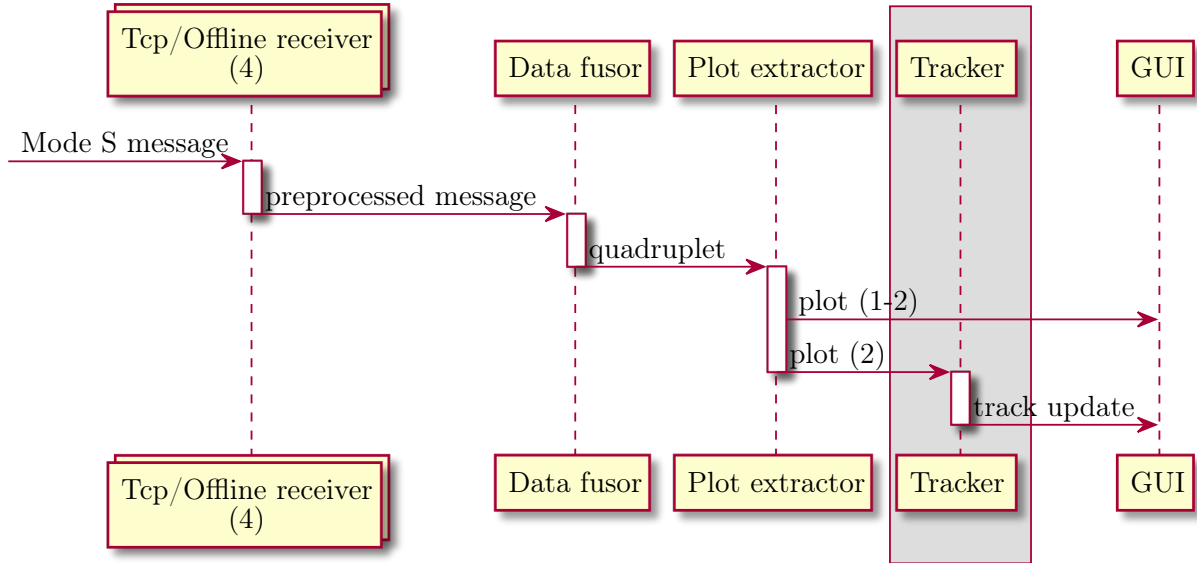 Tcp/Offline receiver
(4)
Data fusor
Plot extractor
Tracker
GUI
Mode S message
preprocessed message
quadruplet
plot (1-2)
plot (2)
track update
Tcp/Offline receiver
(4)
Data fusor
Plot extractor
Tracker
GUI